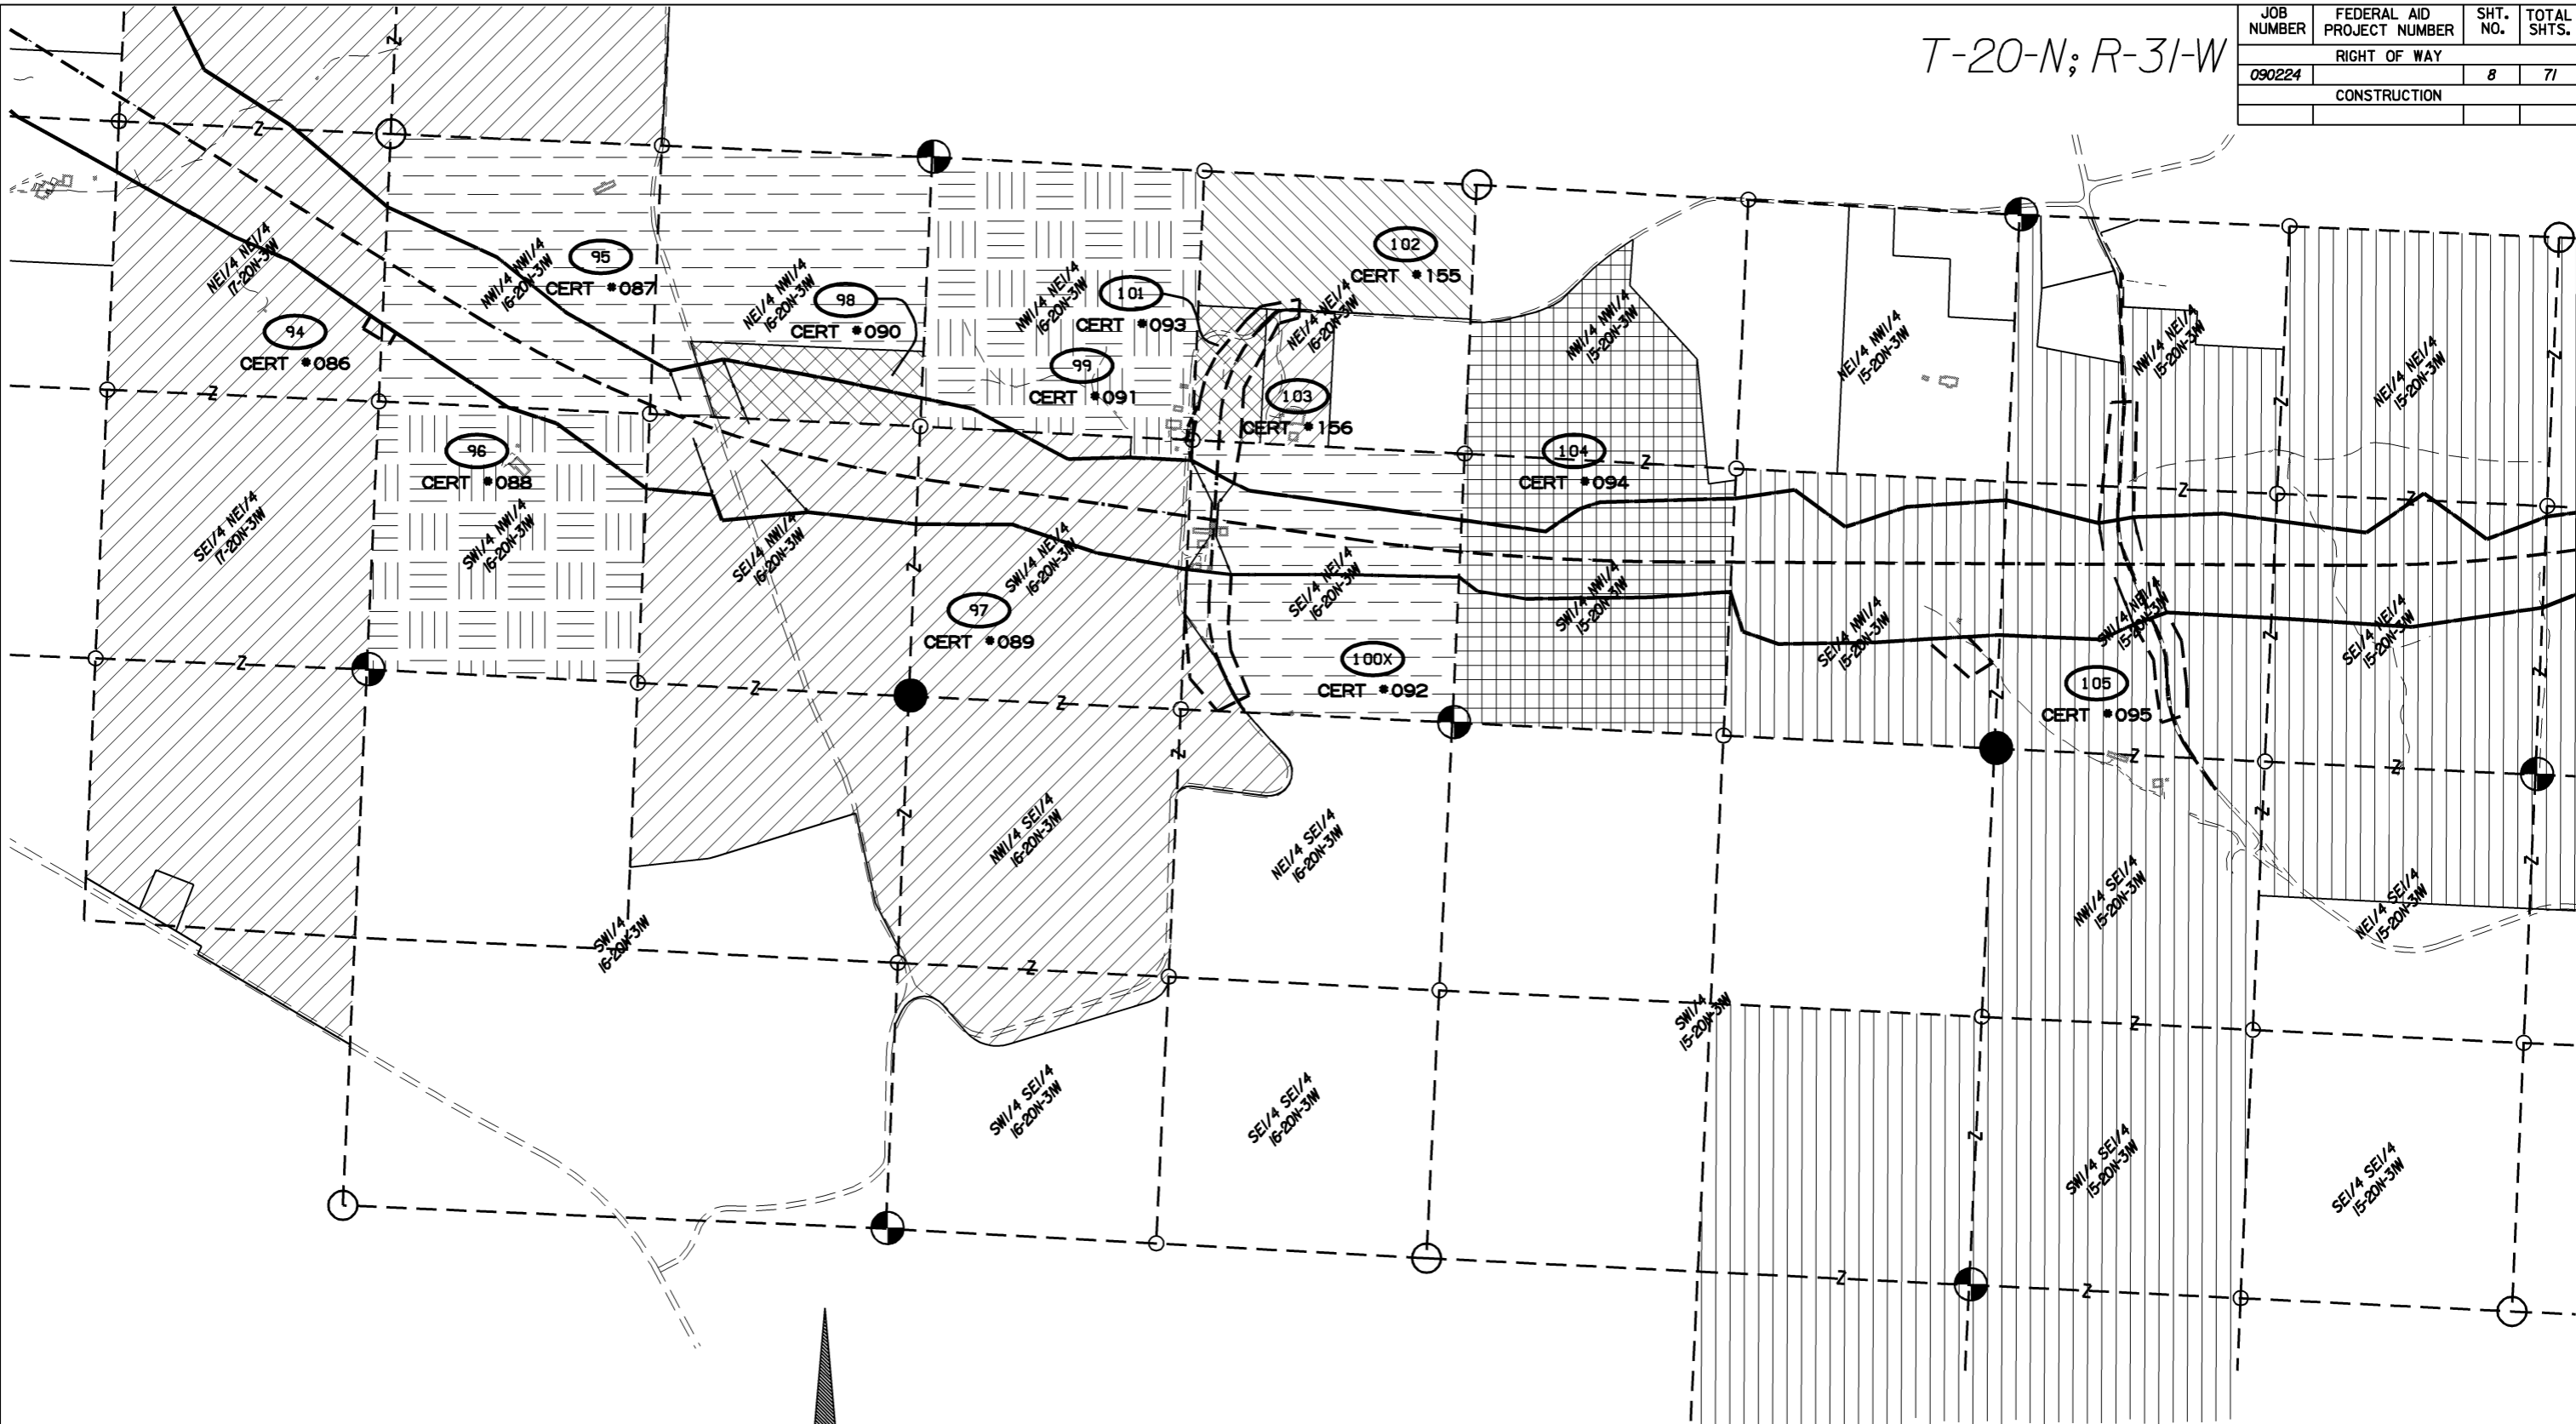 T-20-N; R-31-W
JOB NUMBER
FEDERAL AID PROJECT NUMBER
SHT. NO.
TOTAL SHTS.
RIGHT OF WAY
090224
8
71
CONSTRUCTION
NE1/4 NE1/4
17-20N-31W
94
CERT #086
NW1/4 NW1/4
16-20N-31W
95
CERT #087
NE1/4 NW1/4
16-20N-31W
98
CERT #090
NW1/4 NE1/4
16-20N-31W
101
CERT #093
99
CERT #091
102
CERT #155
NE1/4 NE1/4
16-20N-31W
103
CERT #156
NW1/4 NW1/4
15-20N-31W
104
CERT #094
NE1/4 NW1/4
15-20N-31W
NW1/4 NE1/4
15-20N-31W
NE1/4 NE1/4
15-20N-31W
SE1/4 NE1/4
17-20N-31W
96
CERT #088
SW1/4 NW1/4
16-20N-31W
SE1/4 NW1/4
16-20N-31W
SW1/4 NE1/4
16-20N-31W
97
CERT #089
SE1/4 NE1/4
16-20N-31W
100X
CERT #092
SW1/4 NW1/4
15-20N-31W
SE1/4 NW1/4
15-20N-31W
SW1/4 NE1/4
15-20N-31W
105
CERT #095
SE1/4 NE1/4
15-20N-31W
SW1/4
16-20N-31W
NW1/4 SE1/4
16-20N-31W
NE1/4 SE1/4
16-20N-31W
SW1/4
15-20N-31W
NW1/4 SE1/4
15-20N-31W
NE1/4 SE1/4
15-20N-31W
SW1/4 SE1/4
16-20N-31W
SE1/4 SE1/4
16-20N-31W
SW1/4 SE1/4
15-20N-31W
SE1/4 SE1/4
15-20N-31W